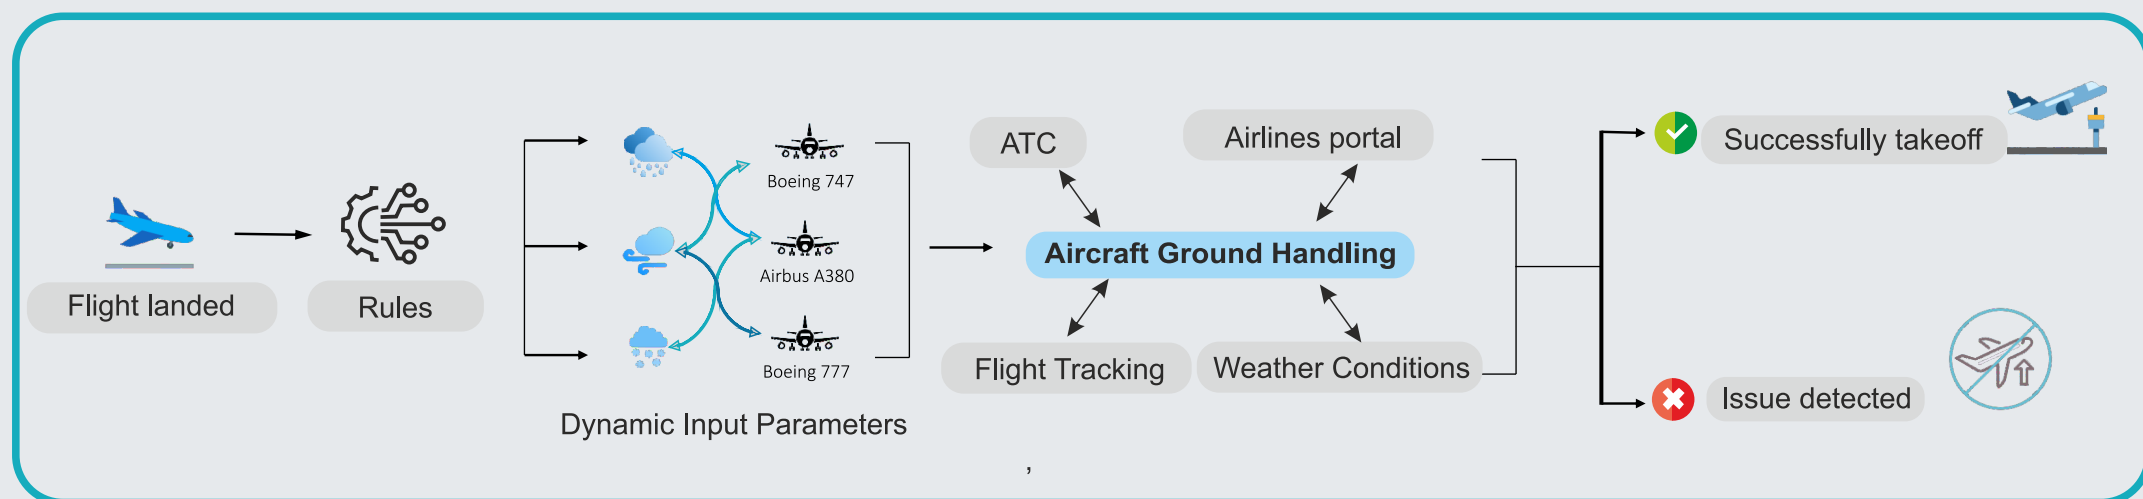 Flight landed
Rules
Boeing 747
Airbus A380
Boeing 777
Dynamic Input Parameters
ATC
Airlines portal
Aircraft Ground Handling
Flight Tracking
Weather Conditions
,
Successfully takeoff
Issue detected